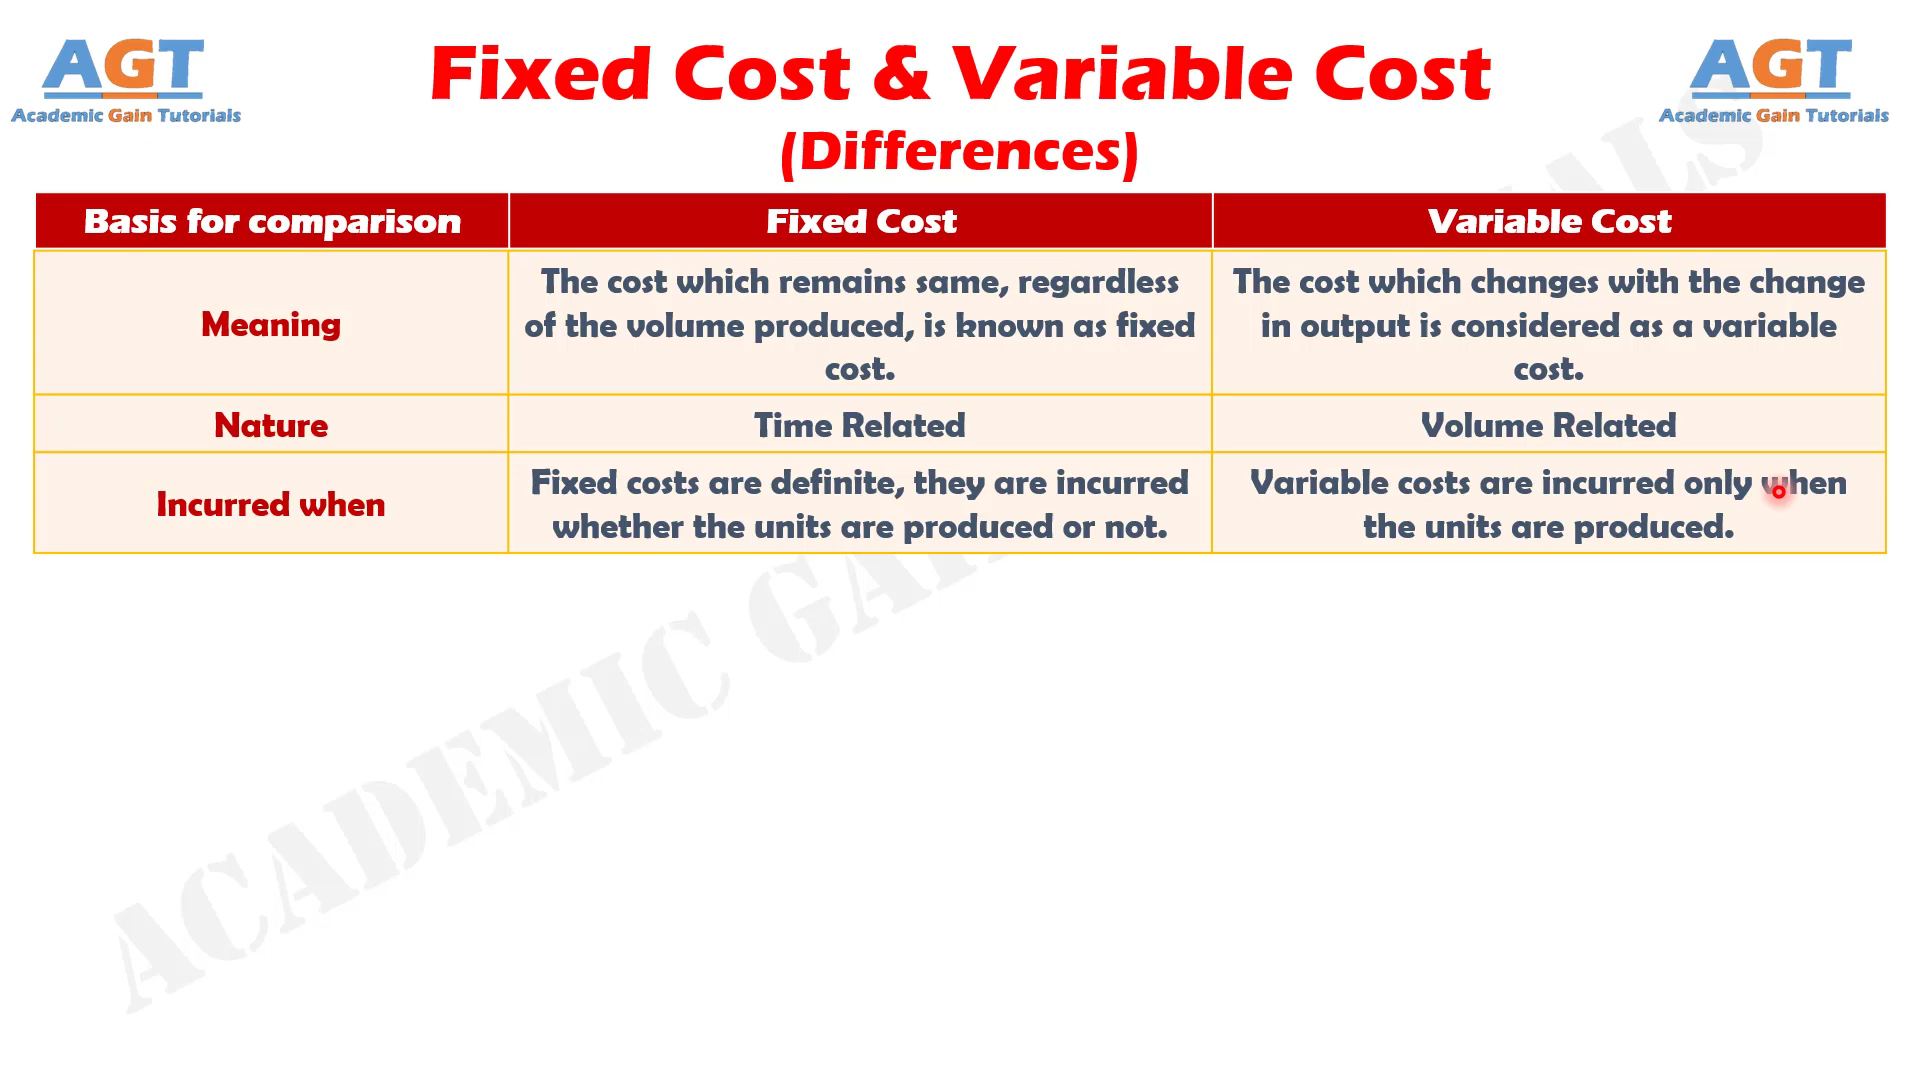 AGT
Academic Gain Tutorials
Fixed Cost & Variable Cost
(Differences)
AGT
Academic Gain Tutorials
Basis for comparison
Fixed Cost
Variable Cost
Meaning
The cost which remains same, regardless
of the volume produced, is known as fixed
cost.
The cost which changes with the change
in output is considered as a variable
cost.
Nature
Time Related
Volume Related
Incurred when
Fixed costs are definite, they are incurred
whether the units are produced or not.
Variable costs are incurred only when
the units are produced.
ACADEMIC